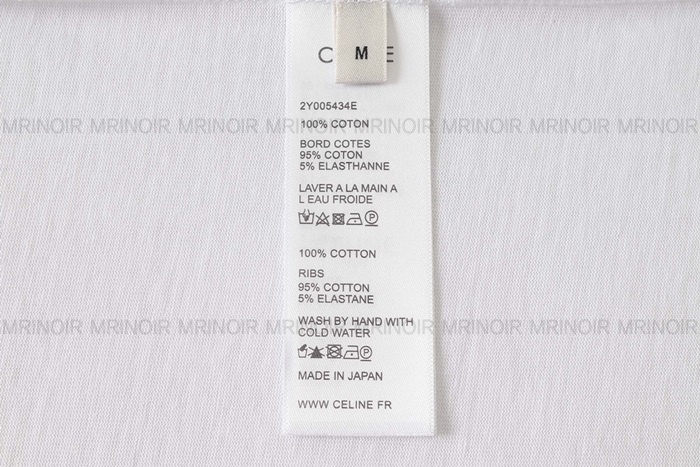 C E
M
2Y005434E
100% COTON
BORD COTES
95% COTON
5% ELASTHANNE
LAVER A LA MAIN A
L EAU FROIDE
100% COTTON
RIBS
95% COTTON
5% ELASTANE
WASH BY HAND WITH
COLD WATER
MADE IN JAPAN
WWW CELINE FR
MRINOIR MRINOIR MRINOIR MRINOIR MRINOIR MRINOIR MRINOIR MRINOIR
MRINOIR MRINOIR MRINOIR MRINOIR MRINOIR MRINOIR MRINOIR MRINOIR